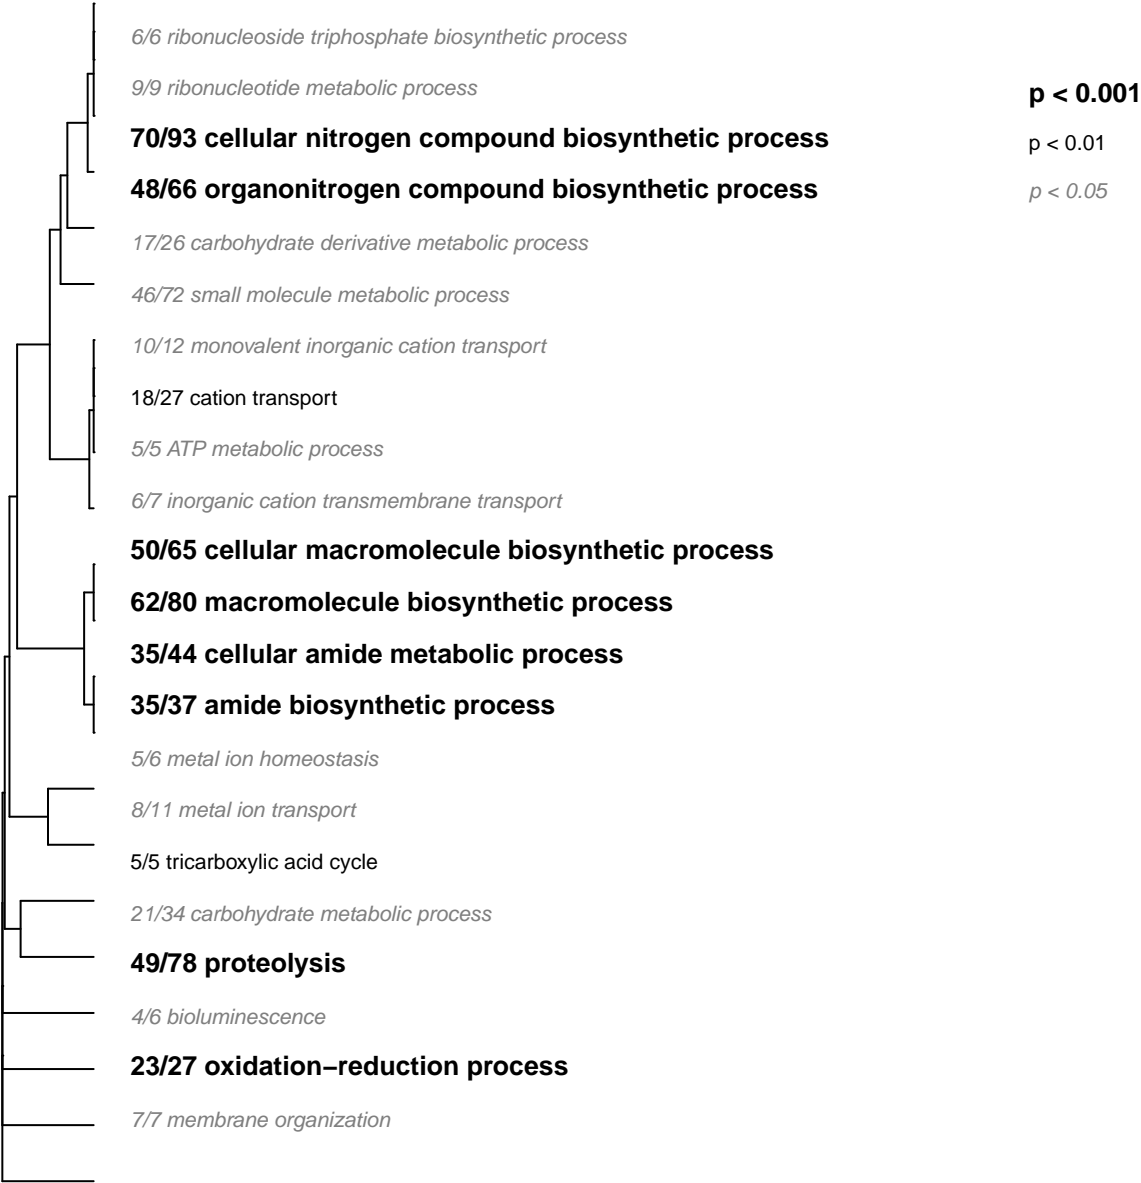 6/6 ribonucleoside triphosphate biosynthetic process
9/9 ribonucleotide metabolic process
70/93 cellular nitrogen compound biosynthetic process
48/66 organonitrogen compound biosynthetic process
17/26 carbohydrate derivative metabolic process
46/72 small molecule metabolic process
10/12 monovalent inorganic cation transport
18/27 cation transport
5/5 ATP metabolic process
6/7 inorganic cation transmembrane transport
50/65 cellular macromolecule biosynthetic process
62/80 macromolecule biosynthetic process
35/44 cellular amide metabolic process
35/37 amide biosynthetic process
5/6 metal ion homeostasis
8/11 metal ion transport
5/5 tricarboxylic acid cycle
21/34 carbohydrate metabolic process
49/78 proteolysis
4/6 bioluminescence
23/27 oxidation−reduction process
7/7 membrane organization
p < 0.001
p < 0.01
p < 0.05